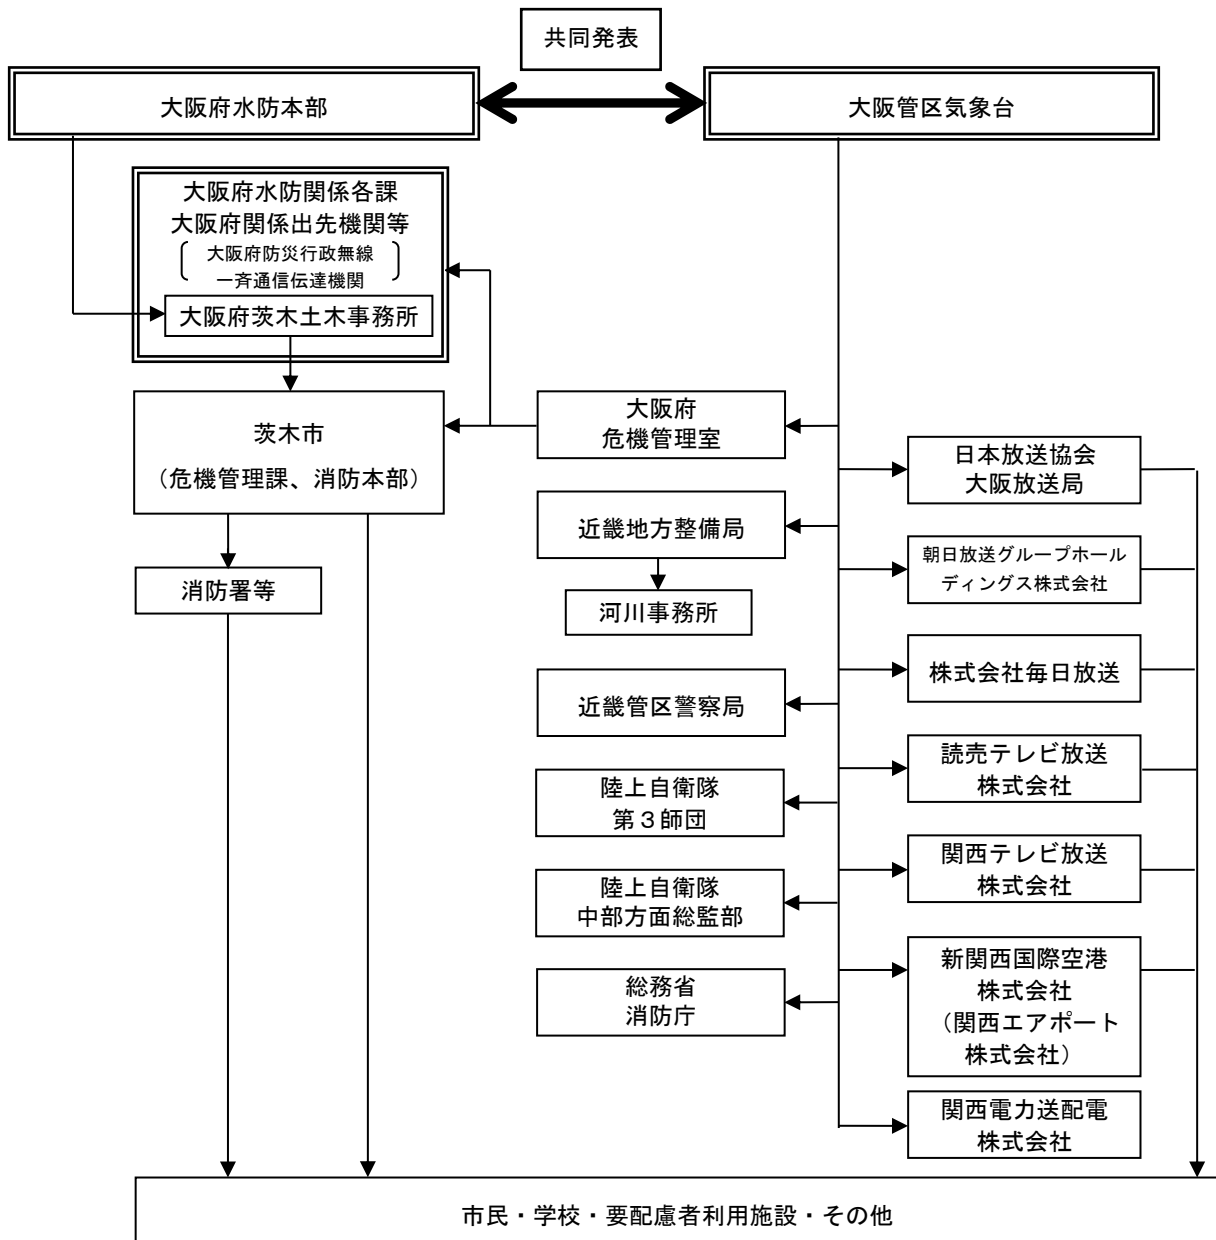 共同発表
大阪府水防本部
大阪管区気象台
大阪府水防関係各課
大阪府関係出先機関等
大阪府防災行政無線
一斉通信伝達機関
大阪府茨木土木事務所
茨木市
（危機管理課、消防本部）
消防署等
大阪府
危機管理室
近畿地方整備局
河川事務所
近畿管区警察局
陸上自衛隊
第３師団
陸上自衛隊
中部方面総監部
総務省
消防庁
日本放送協会
大阪放送局
朝日放送グループホール
ディングス株式会社
株式会社毎日放送
読売テレビ放送
株式会社
関西テレビ放送
株式会社
新関西国際空港
株式会社
（関西エアポート
株式会社）
関西電力送配電
株式会社
市民・学校・要配慮者利用施設・その他